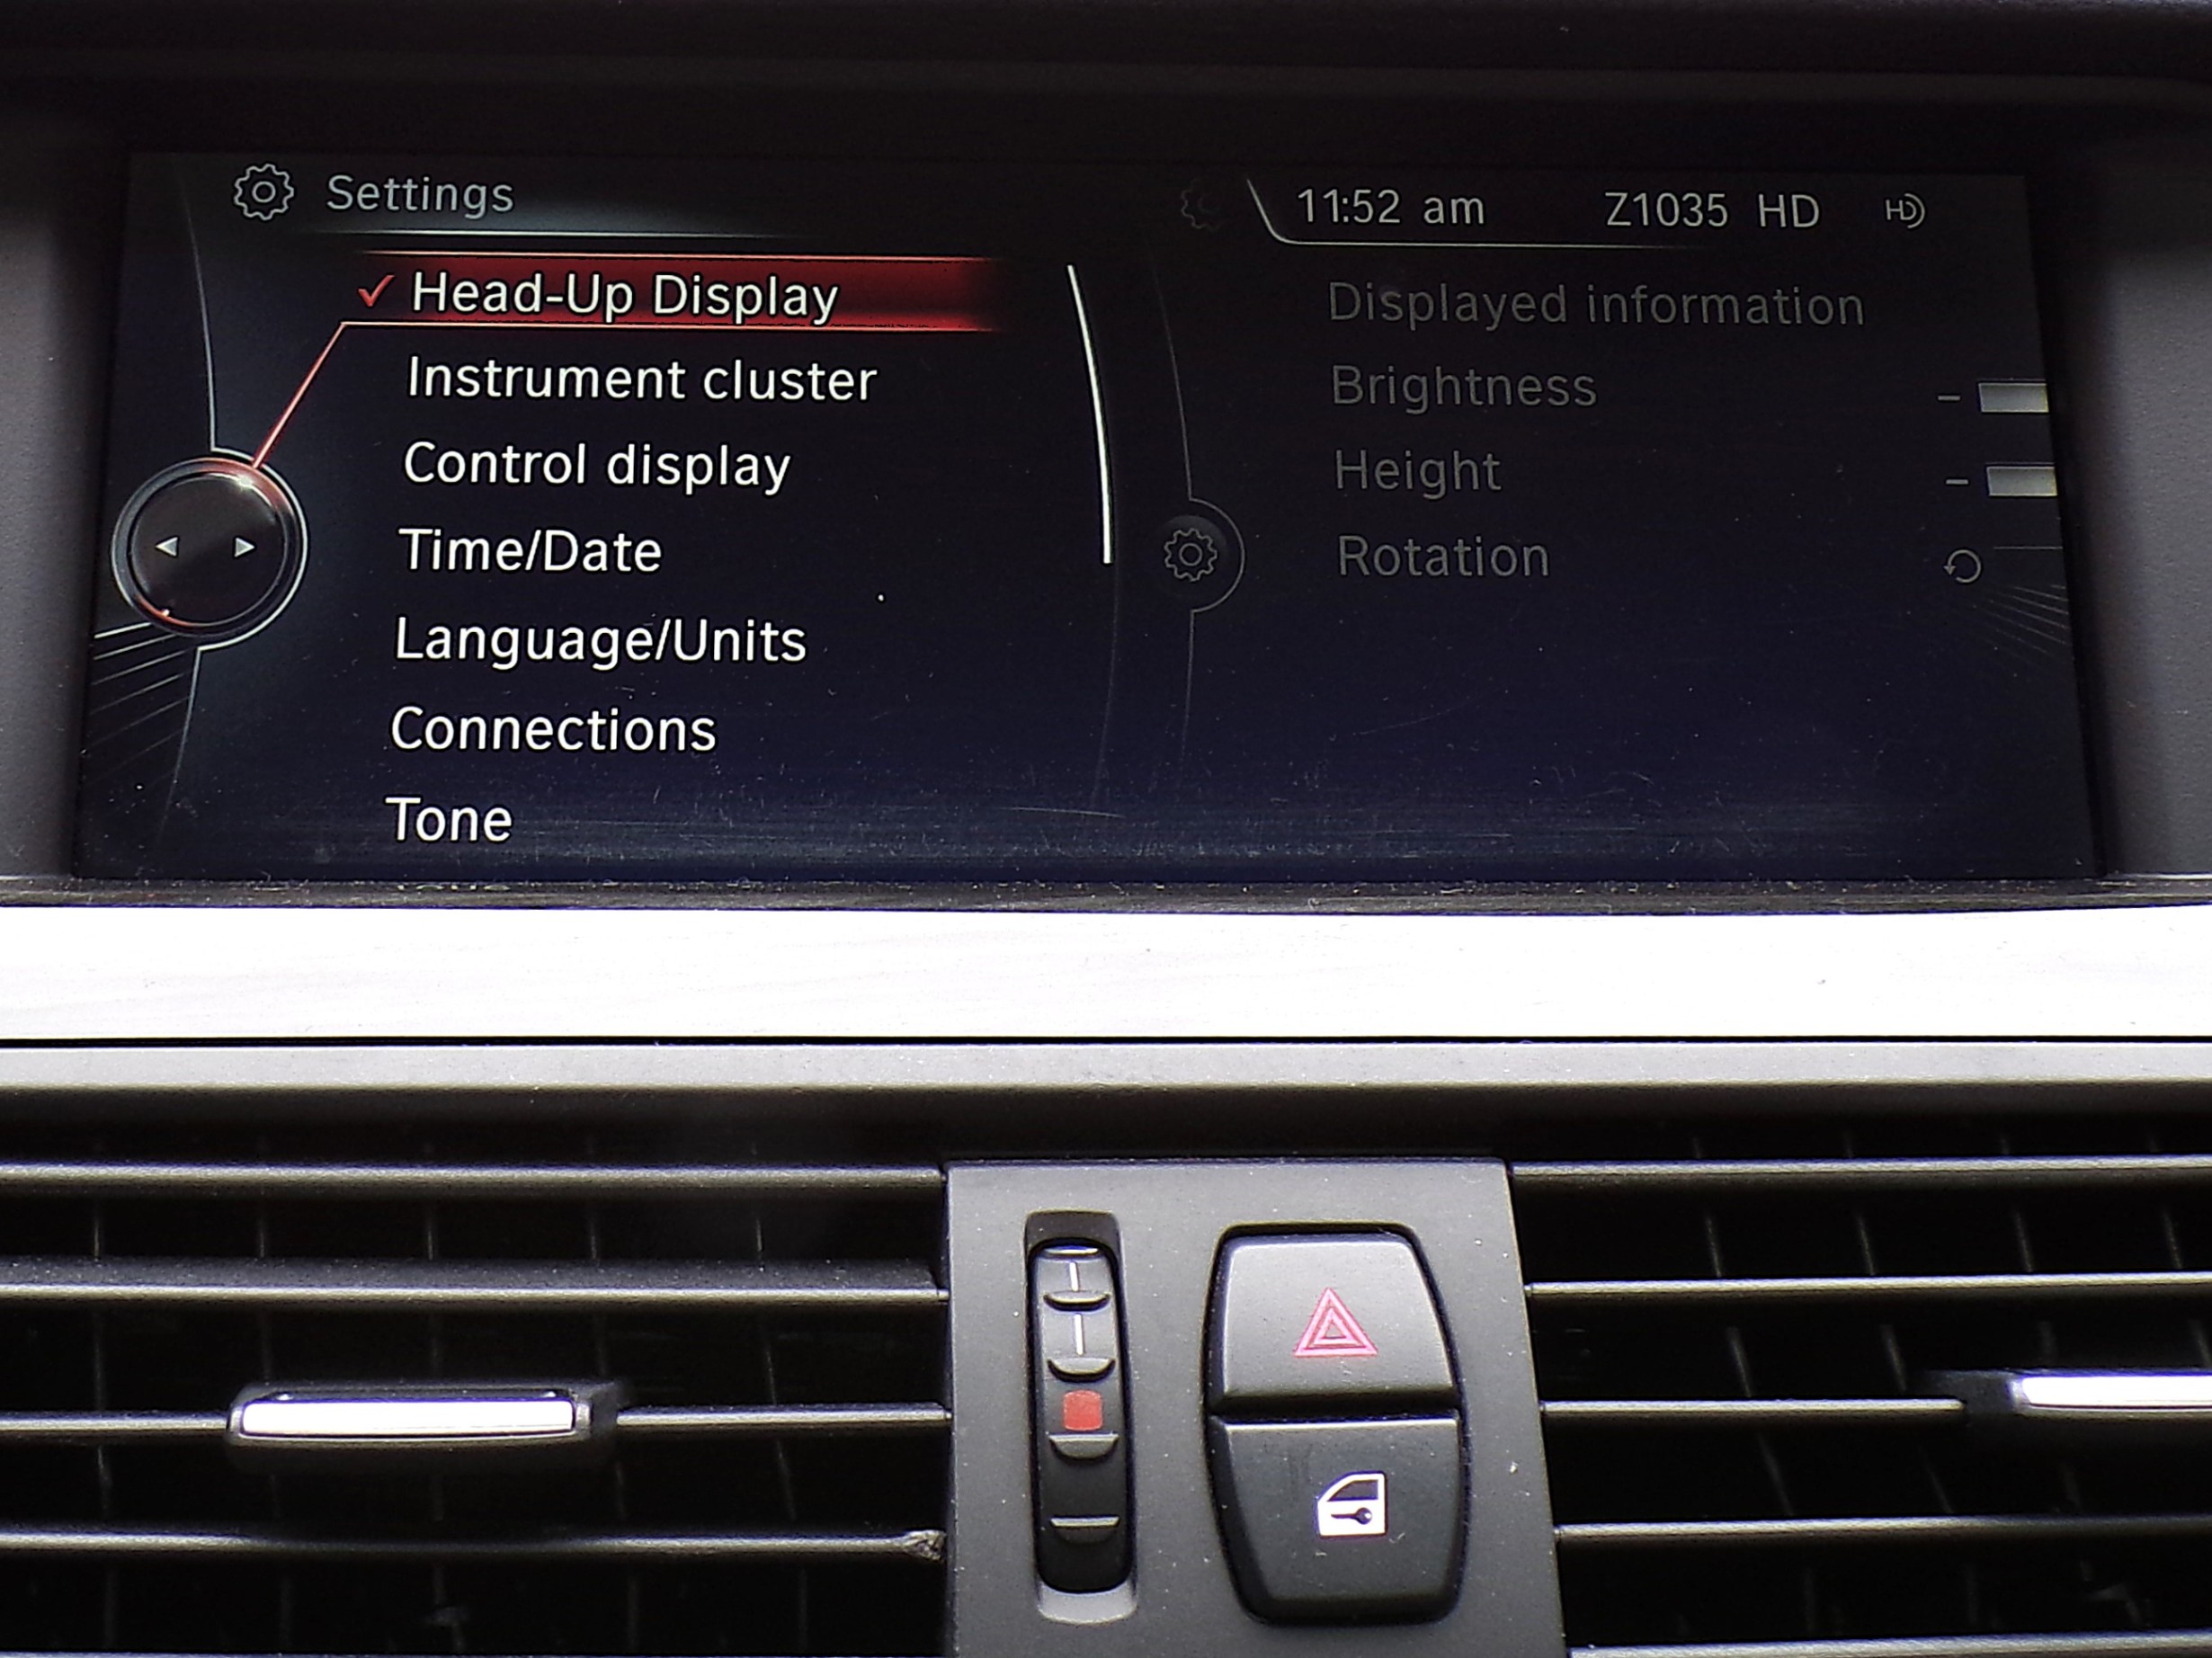 Settings
11:52 am Z1035 HD HD
Head-Up Display
Instrument cluster
Control display
Time/Date
Language/Units
Connections
Tone
Displayed information
Brightness
Height
Rotation